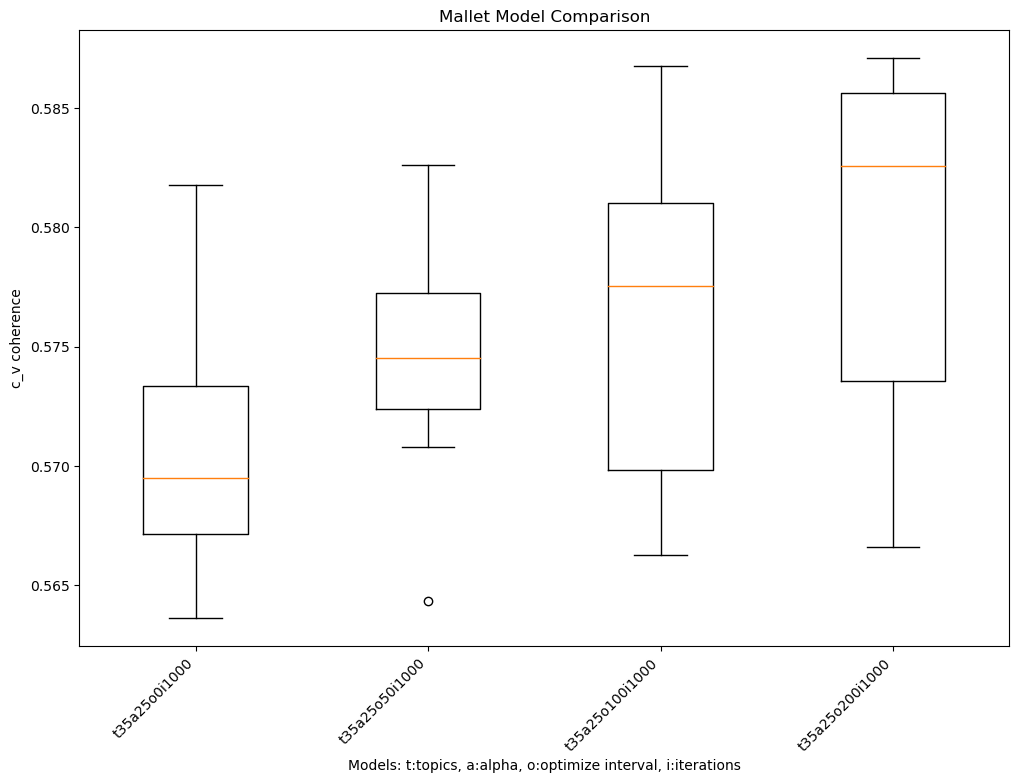 Mallet Model Comparison
c_v coherence
0.585
0.580
0.575
0.570
0.565
t35a25o0i1000
t35a25o50i1000
t35a25o100i1000
t35a25o200i1000
Models: t:topics, a:alpha, o:optimize interval, i:iterations